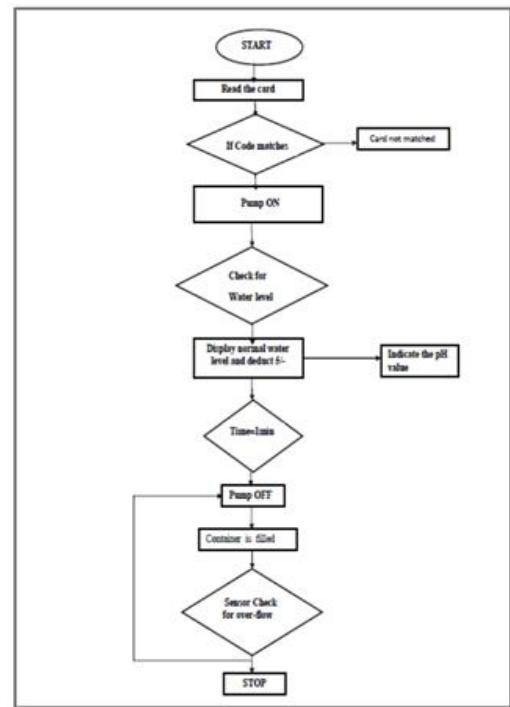 START
Read the card
If Code matches
Card not matched
Pump ON
Check for
Water level
Display normal water
level and deduct 5/-
Indicate the pH
value
Time=1min
Pump OFF
Container is filled
Sensor Check
for over-flow
STOP